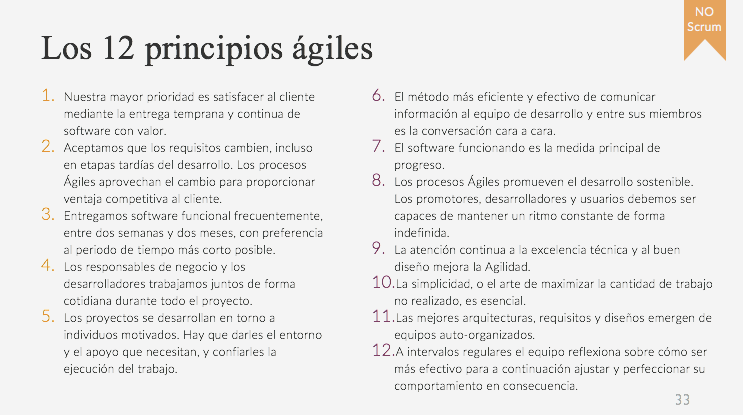 NO
Scrum
Los 12 principios ágiles
1. Nuestra mayor prioridad es satisfacer al cliente
mediante la entrega temprana y continua de
software con valor.
2. Aceptamos que los requisitos cambien, incluso
en etapas tardías del desarrollo. Los procesos
Ágiles aprovechan el cambio para proporcionar
ventaja competitiva al cliente.
3. Entregamos software funcional frecuentemente,
entre dos semanas y dos meses, con preferencia
al periodo de tiempo más corto posible.
4. Los responsables de negocio y los
desarrolladores trabajamos juntos de forma
cotidiana durante todo el proyecto.
5. Los proyectos se desarrollan en torno a
individuos motivados. Hay que darles el entorno
y el apoyo que necesitan, y confiarles la
ejecución del trabajo.
6. El método más eficiente y efectivo de comunicar
información al equipo de desarrollo y entre sus miembros
es la conversación cara a cara.
7. El software funcionando es la medida principal de
progreso.
8. Los procesos Ágiles promueven el desarrollo sostenible.
Los promotores, desarrolladores y usuarios debemos ser
capaces de mantener un ritmo constante de forma
indefinida.
9. La atención continua a la excelencia técnica y al buen
diseño mejora la Agilidad.
10.La simplicidad, o el arte de maximizar la cantidad de trabajo
no realizado, es esencial.
11.Las mejores arquitecturas, requisitos y diseños emergen de
equipos auto-organizados.
12.A intervalos regulares el equipo reflexiona sobre cómo ser
más efectivo para a continuación ajustar y perfeccionar su
comportamiento en consecuencia.
33